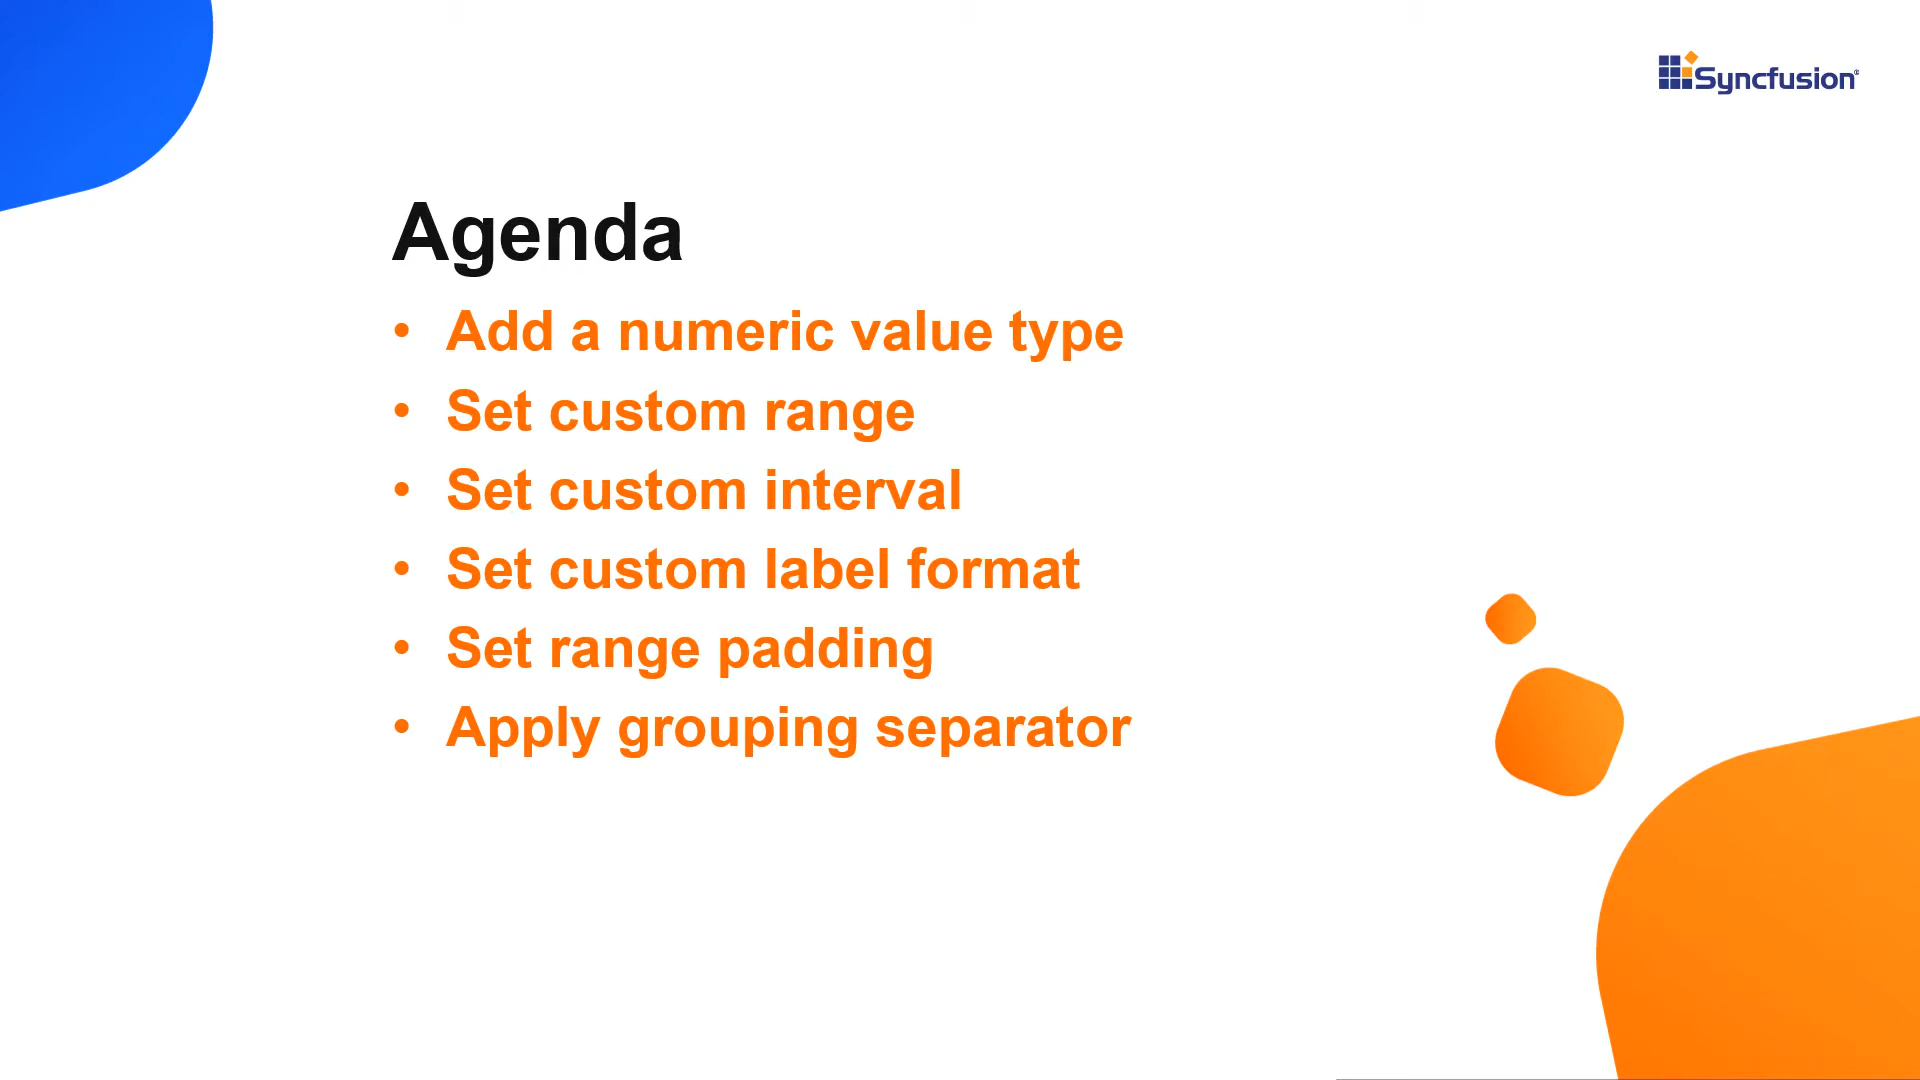 Syncfusion®
Agenda
• Add a numeric value type
• Set custom range
• Set custom interval
• Set custom label format
• Set range padding
• Apply grouping separator